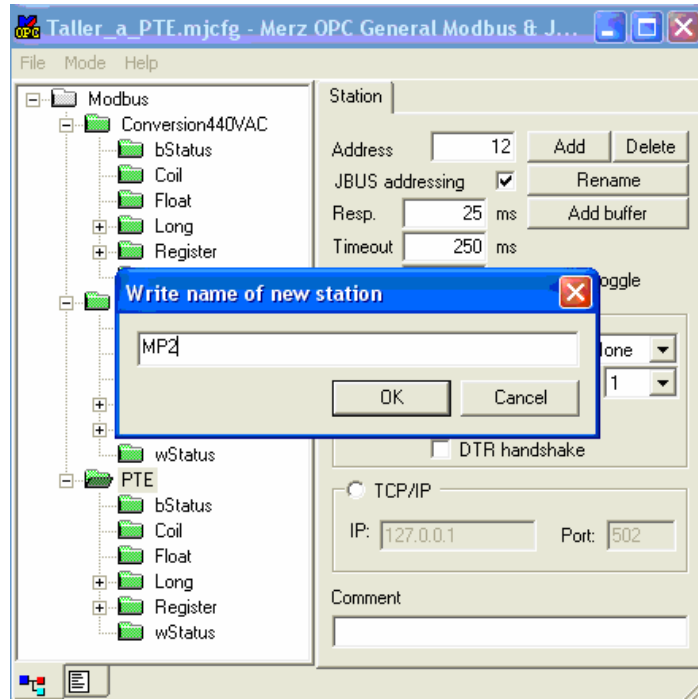 OPC Taller_a_PTE.mjcfg - Merz OPC General Modbus & J...
File Mode Help
Modbus
Conversion440VAC
bStatus
Coil
Float
Long
Register
wStatus
PTE
bStatus
Coil
Float
Long
Register
wStatus
Station
Address 12 Add Delete
JBUS addressing Rename
Resp. 25 ms Add buffer
Timeout 250 ms
oggle
Write name of new station
MP2
OK Cancel
one
1
DTR handshake
TCP/IP
IP: 127.0.0.1 Port: 502
Comment